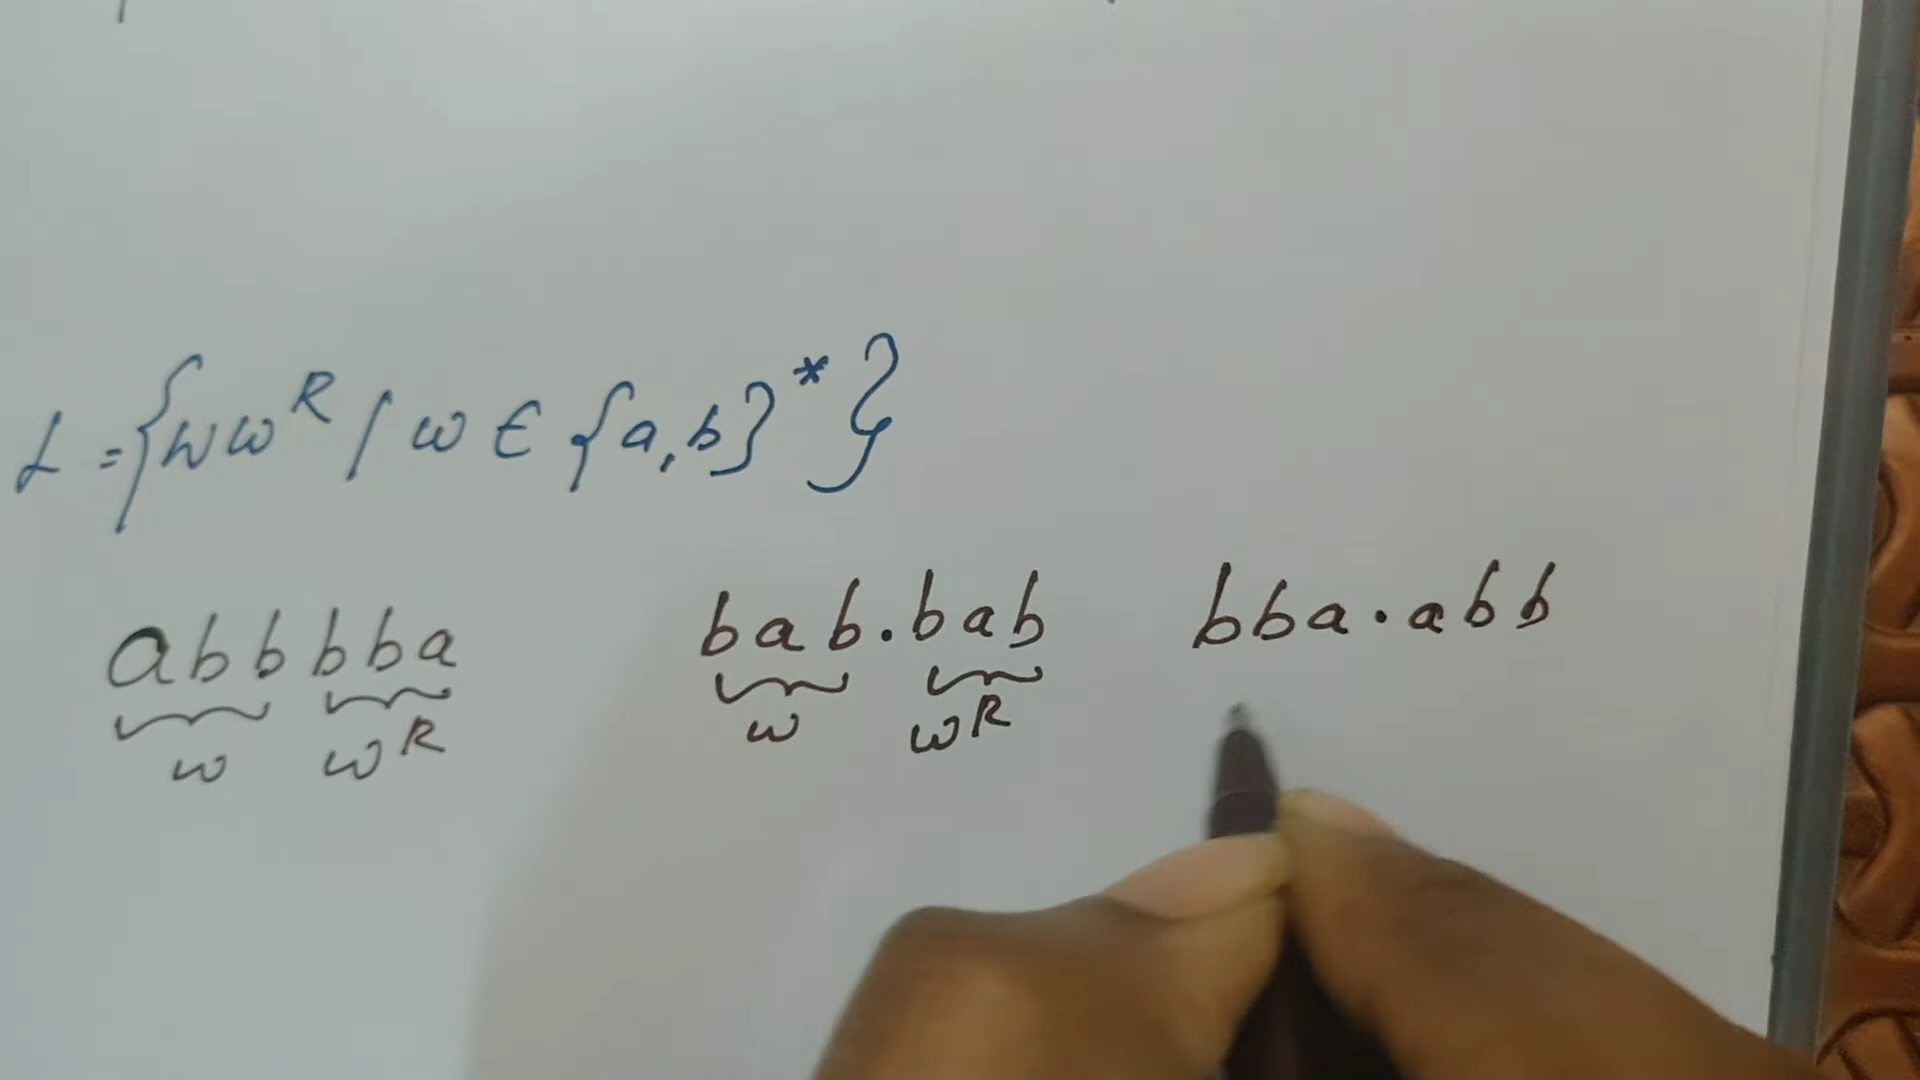 L = {ww^R / w ∈ {a,b}*}
abbbba bab.bab bba.abb
w w^R w w^R